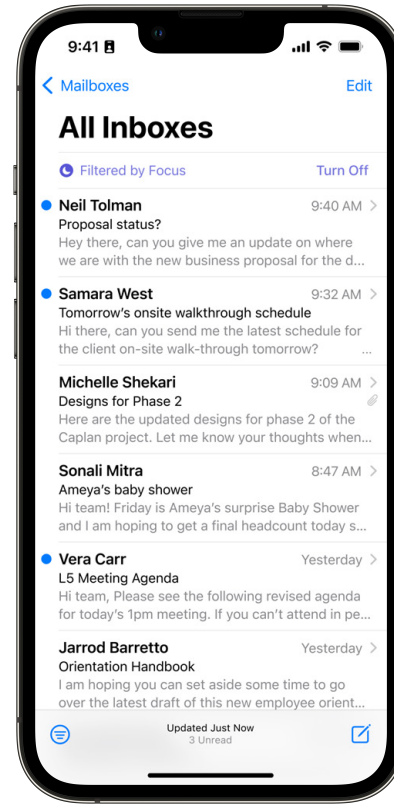 9:41
Mailboxes
Edit
All Inboxes
Filtered by Focus
Turn Off
Neil Tolman
9:40 AM
Proposal status?
Hey there, can you give me an update on where
we are with the new business proposal for the d...
Samara West
9:32 AM
Tomorrow's onsite walkthrough schedule
Hi there, can you send me the latest schedule for
the client on-site walk-through tomorrow? ...
Michelle Shekari
9:09 AM
Designs for Phase 2
Here are the updated designs for phase 2 of the
Caplan project. Let me know your thoughts when...
Sonali Mitra
8:47 AM
Ameya's baby shower
Hi team! Friday is Ameya's surprise Baby Shower
and I am hoping to get a final headcount today s...
Vera Carr
Yesterday
L5 Meeting Agenda
Hi team, Please see the following revised agenda
for today's 1pm meeting. If you can't attend in pe...
Jarrod Barretto
Yesterday
Orientation Handbook
I am hoping you can set aside some time to go
over the latest draft of this new employee orient...
Updated Just Now
3 Unread